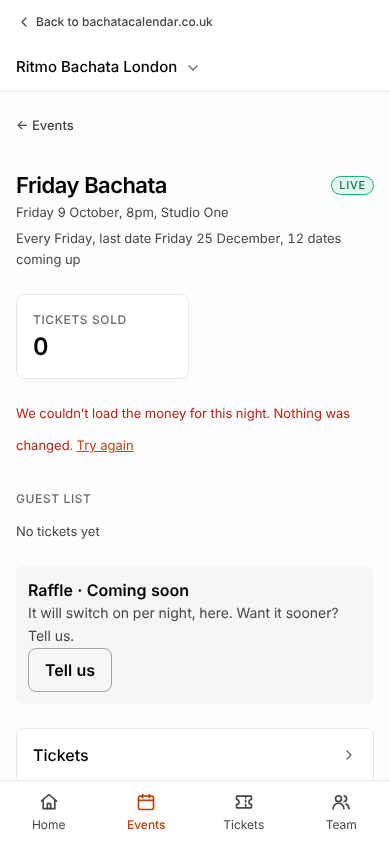 Back to bachatacalendar.co.uk
Ritmo Bachata London
← Events
Friday Bachata
LIVE
Friday 9 October, 8pm, Studio One
Every Friday, last date Friday 25 December, 12 dates
coming up
TICKETS SOLD
0
We couldn’t load the money for this night. Nothing was
changed. Try again
GUEST LIST
No tickets yet
Raffle · Coming soon
It will switch on per night, here. Want it sooner?
Tell us.
Tell us
Tickets
Home
Events
Tickets
Team